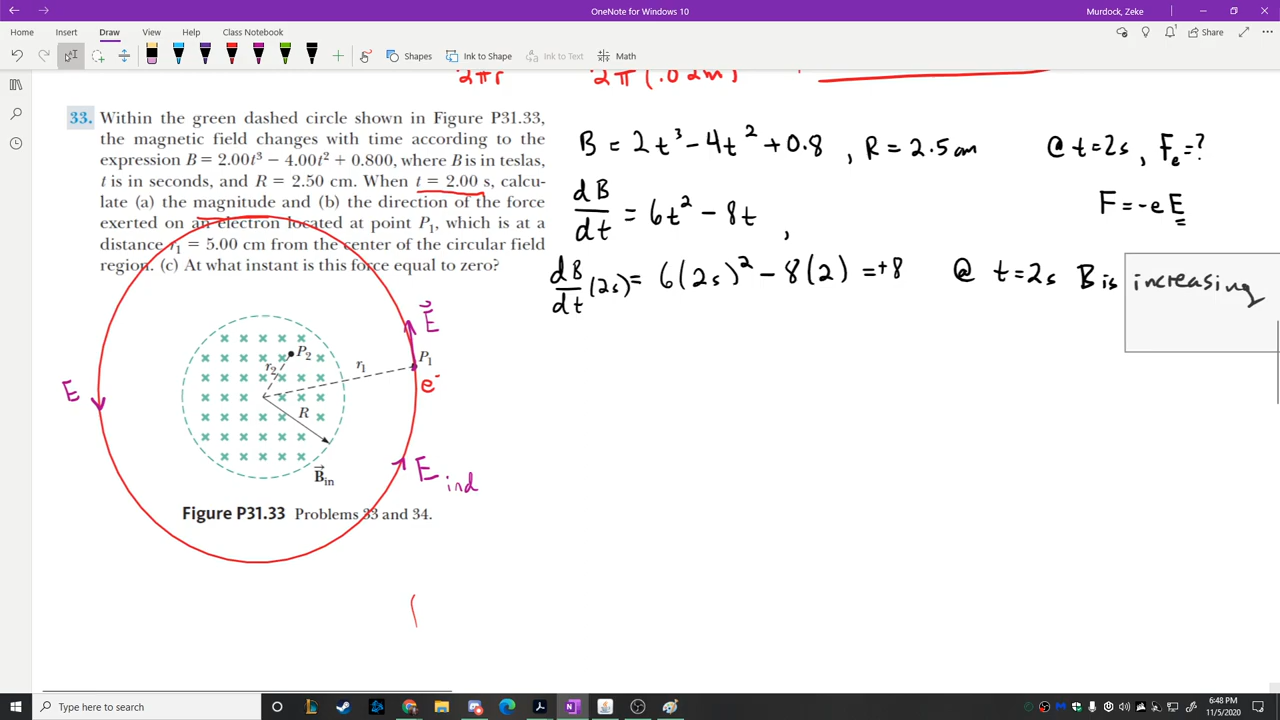 OneNote for Windows 10
Murdock, Zeke
Home Insert Draw View Help Class Notebook
Share
Shapes Ink to Shape Ink to Text Math
2πr 2π(.02m)
33. Within the green dashed circle shown in Figure P31.33,
the magnetic field changes with time according to the
expression B = 2.00t³ − 4.00t² + 0.800, where B is in teslas,
t is in seconds, and R = 2.50 cm. When t = 2.00 s, calcu-
late (a) the magnitude and (b) the direction of the force
exerted on an electron located at point P₁, which is at a
distance r₁ = 5.00 cm from the center of the circular field
region. (c) At what instant is this force equal to zero?
B = 2t³ - 4t² + 0.8 , R = 2.5 cm @ t=2s, Fₑ=?
dB/dt = 6t² - 8t , F = -eE
dB/dt (2s) = 6(2s)² - 8(2) = +8 @ t=2s B is increasing
E
P₁
P₂
r₂
r₁
e⁻
E
R
E ind
B in
Figure P31.33 Problems 33 and 34.
Type here to search
6:48 PM
11/5/2020